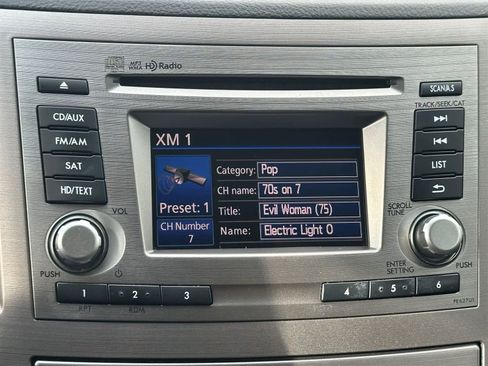 MP3
WMA
HD Radio
SCAN/AS
TRACK/SEEK/CAT
CD/AUX
FM/AM
SAT
HD/TEXT
LIST
XM 1
Category: Pop
CH name: 70s on 7
Title: Evil Woman (75)
Name: Electric Light O
Preset: 1
CH Number
7
VOL
PUSH
SCROLL
TUNE
ENTER
SETTING
PUSH
1 2 3
RPT RDM
4 5 6
PE627U1